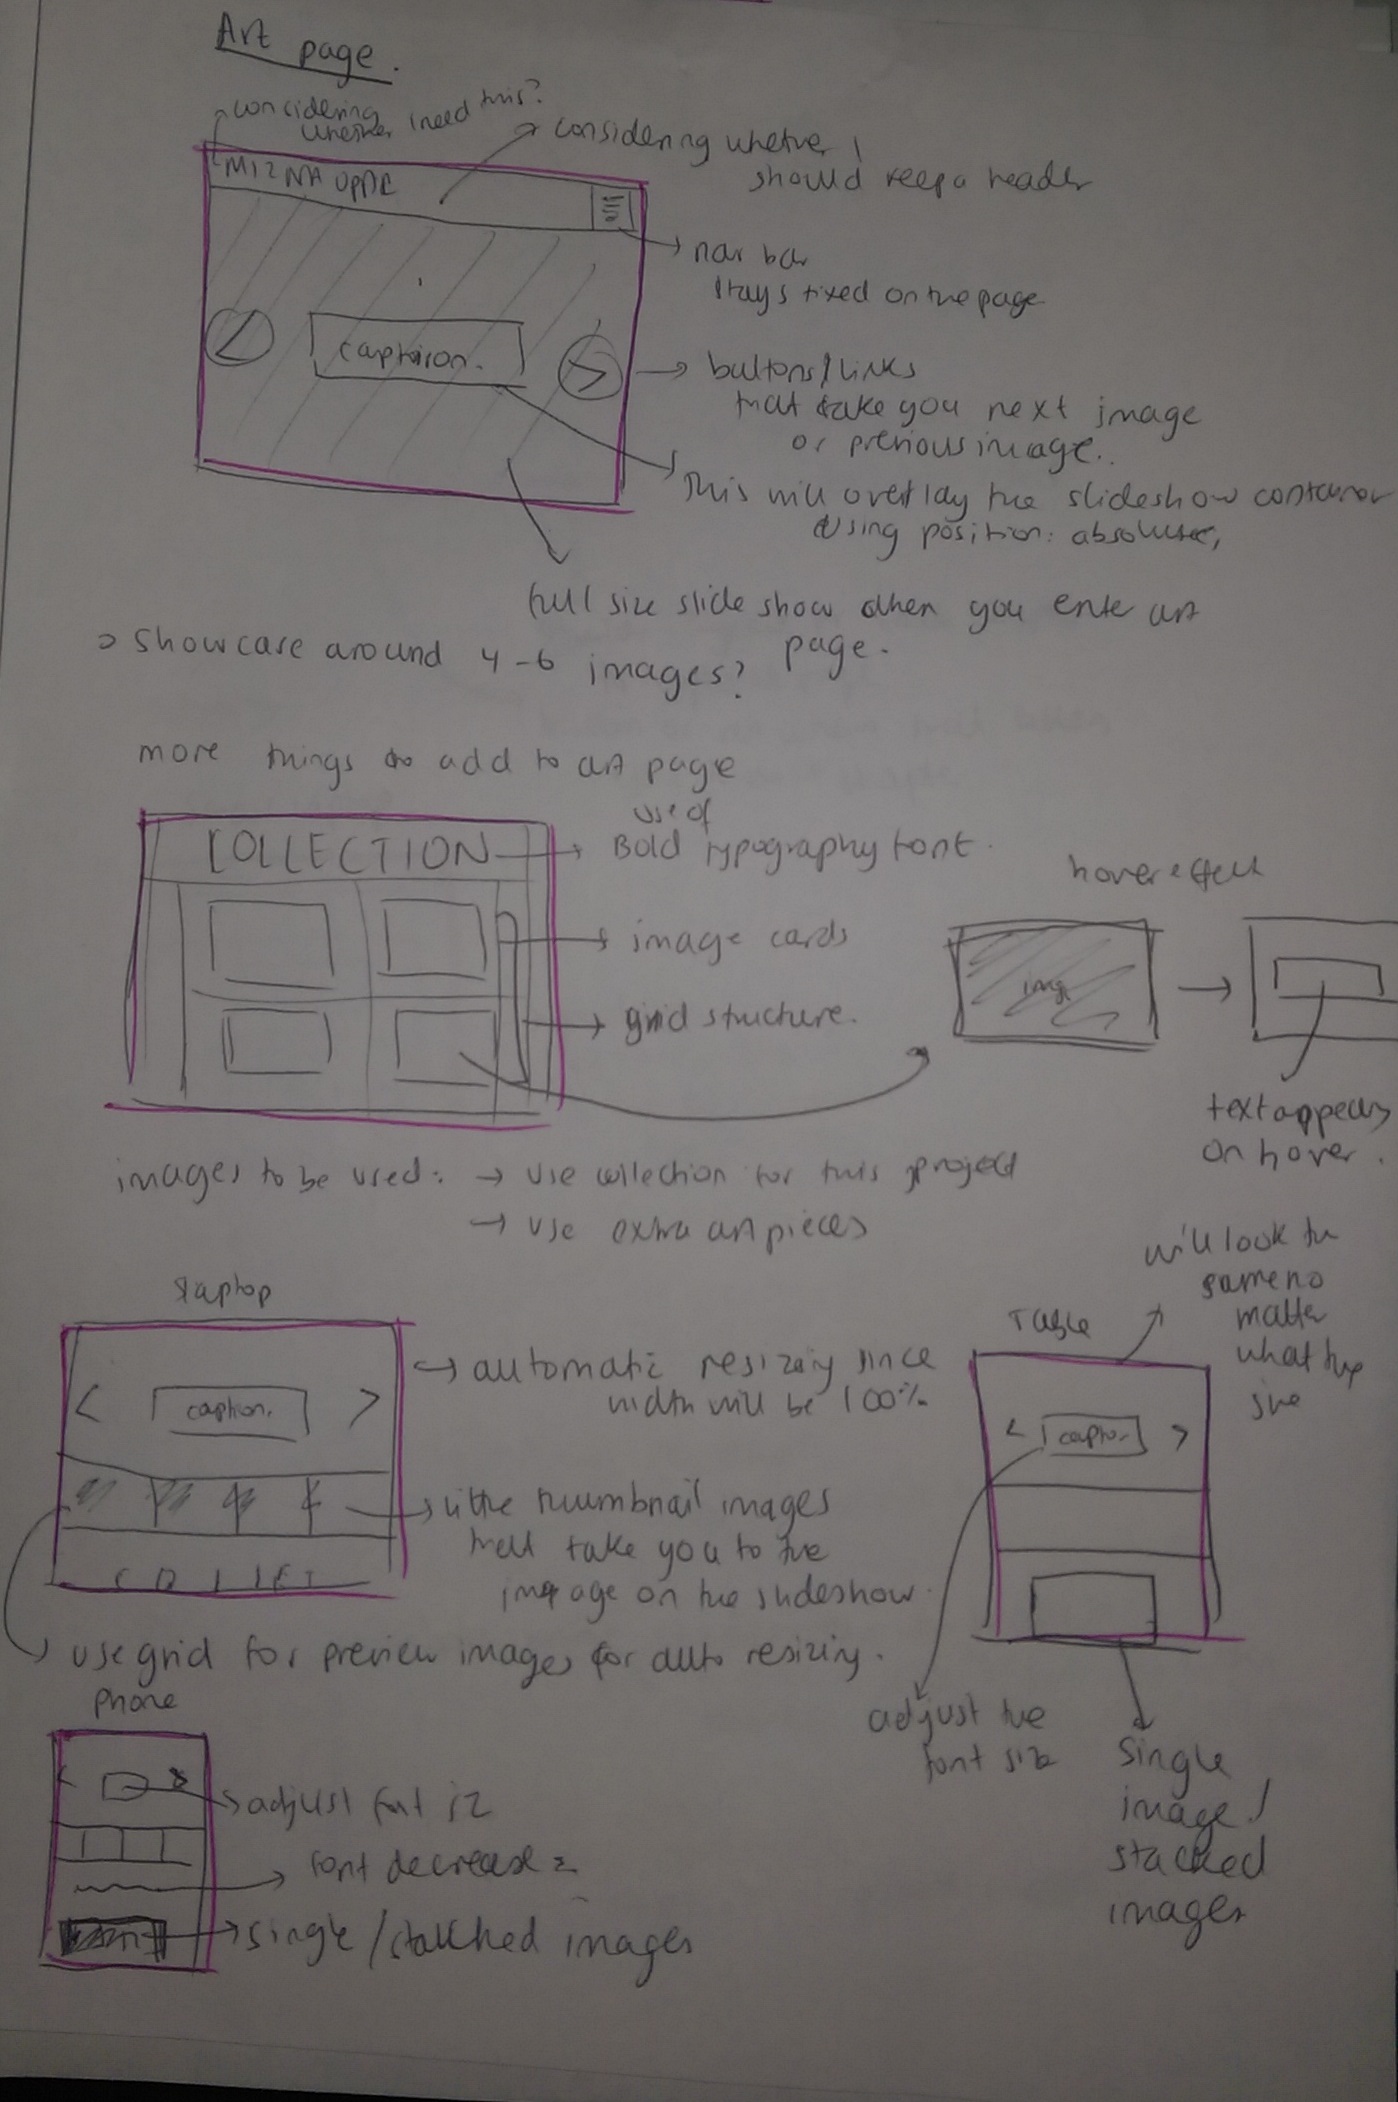 Art page.
considering
whether i need this?
considering whether I
should keep a header
MIZNA
nav bar
stays fixed on the page
caption.
buttons/links
that take you next image
or previous image.
This will overlay the slideshow container
using position: absolute,
full size slide show when you enter art
page.
showcase around 4-6 images?
more things to add to art page
COLLECTION
use of
Bold typography font.
hover effect
image cards
img
grid structure.
text appears
on hover.
images to be used: → use collection for this project
→ use extra art pieces
laptop
will look the
same no
matter
what the
size
Table
< caption. >
→ automatic resizing since
width will be 100%
< >
little thumbnail images
that take you to the
image on the slideshow.
COLLECT
use grid for preview images for auto resizing.
phone
adjust the
font size
single
image/
stacked
images
adjust font
font decrease
single/stacked images